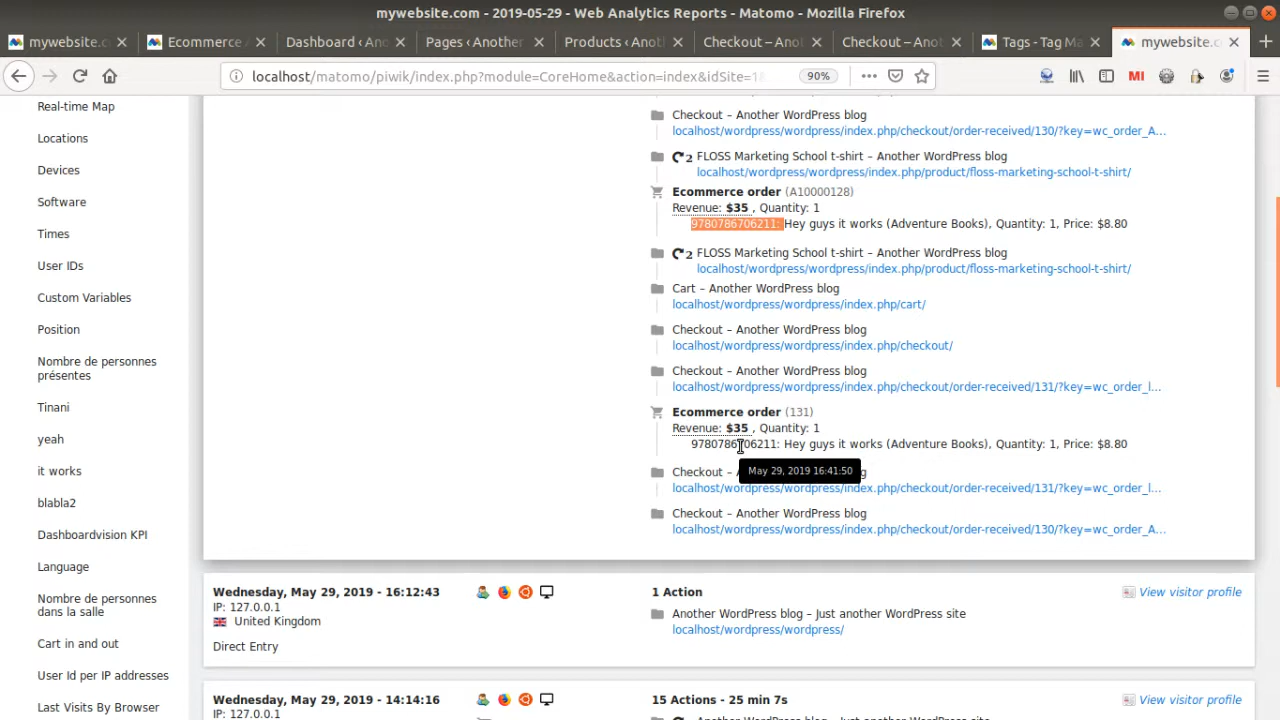 mywebsite.com - 2019-05-29 - Web Analytics Reports - Matomo - Mozilla Firefox
mywebsite.c
Ecommerce
Dashboard ‹ Ano
Pages ‹ Another
Products ‹ Anot
Checkout – Ano
Checkout – Ano
Tags - Tag Ma
mywebsite.c
localhost/matomo/piwik/index.php?module=CoreHome&action=index&idSite=18
90%
MI
Real-time Map
Locations
Devices
Software
Times
User IDs
Custom Variables
Position
Nombre de personnes
présentes
Tinani
yeah
it works
blabla2
Dashboardvision KPI
Language
Nombre de personnes
dans la salle
Cart in and out
User Id per IP addresses
Last Visits By Browser
Checkout – Another WordPress blog
localhost/wordpress/wordpress/index.php/checkout/order-received/130/?key=wc_order_A...
2 FLOSS Marketing School t-shirt – Another WordPress blog
localhost/wordpress/wordpress/index.php/product/floss-marketing-school-t-shirt/
Ecommerce order (A10000128)
Revenue: $35 , Quantity: 1
9780786706211: Hey guys it works (Adventure Books), Quantity: 1, Price: $8.80
2 FLOSS Marketing School t-shirt – Another WordPress blog
localhost/wordpress/wordpress/index.php/product/floss-marketing-school-t-shirt/
Cart – Another WordPress blog
localhost/wordpress/wordpress/index.php/cart/
Checkout – Another WordPress blog
localhost/wordpress/wordpress/index.php/checkout/
Checkout – Another WordPress blog
localhost/wordpress/wordpress/index.php/checkout/order-received/131/?key=wc_order_l...
Ecommerce order (131)
Revenue: $35 , Quantity: 1
9780786706211: Hey guys it works (Adventure Books), Quantity: 1, Price: $8.80
May 29, 2019 16:41:50
Checkout –
localhost/wordpress/wordpress/index.php/checkout/order-received/131/?key=wc_order_l...
Checkout – Another WordPress blog
localhost/wordpress/wordpress/index.php/checkout/order-received/130/?key=wc_order_A...
Wednesday, May 29, 2019 - 16:12:43
IP: 127.0.0.1
United Kingdom
Direct Entry
1 Action
Another WordPress blog – Just another WordPress site
localhost/wordpress/wordpress/
View visitor profile
Wednesday, May 29, 2019 - 14:14:16
IP: 127.0.0.1
15 Actions - 25 min 7s
Another WordPress blog – Just another WordPress site
View visitor profile